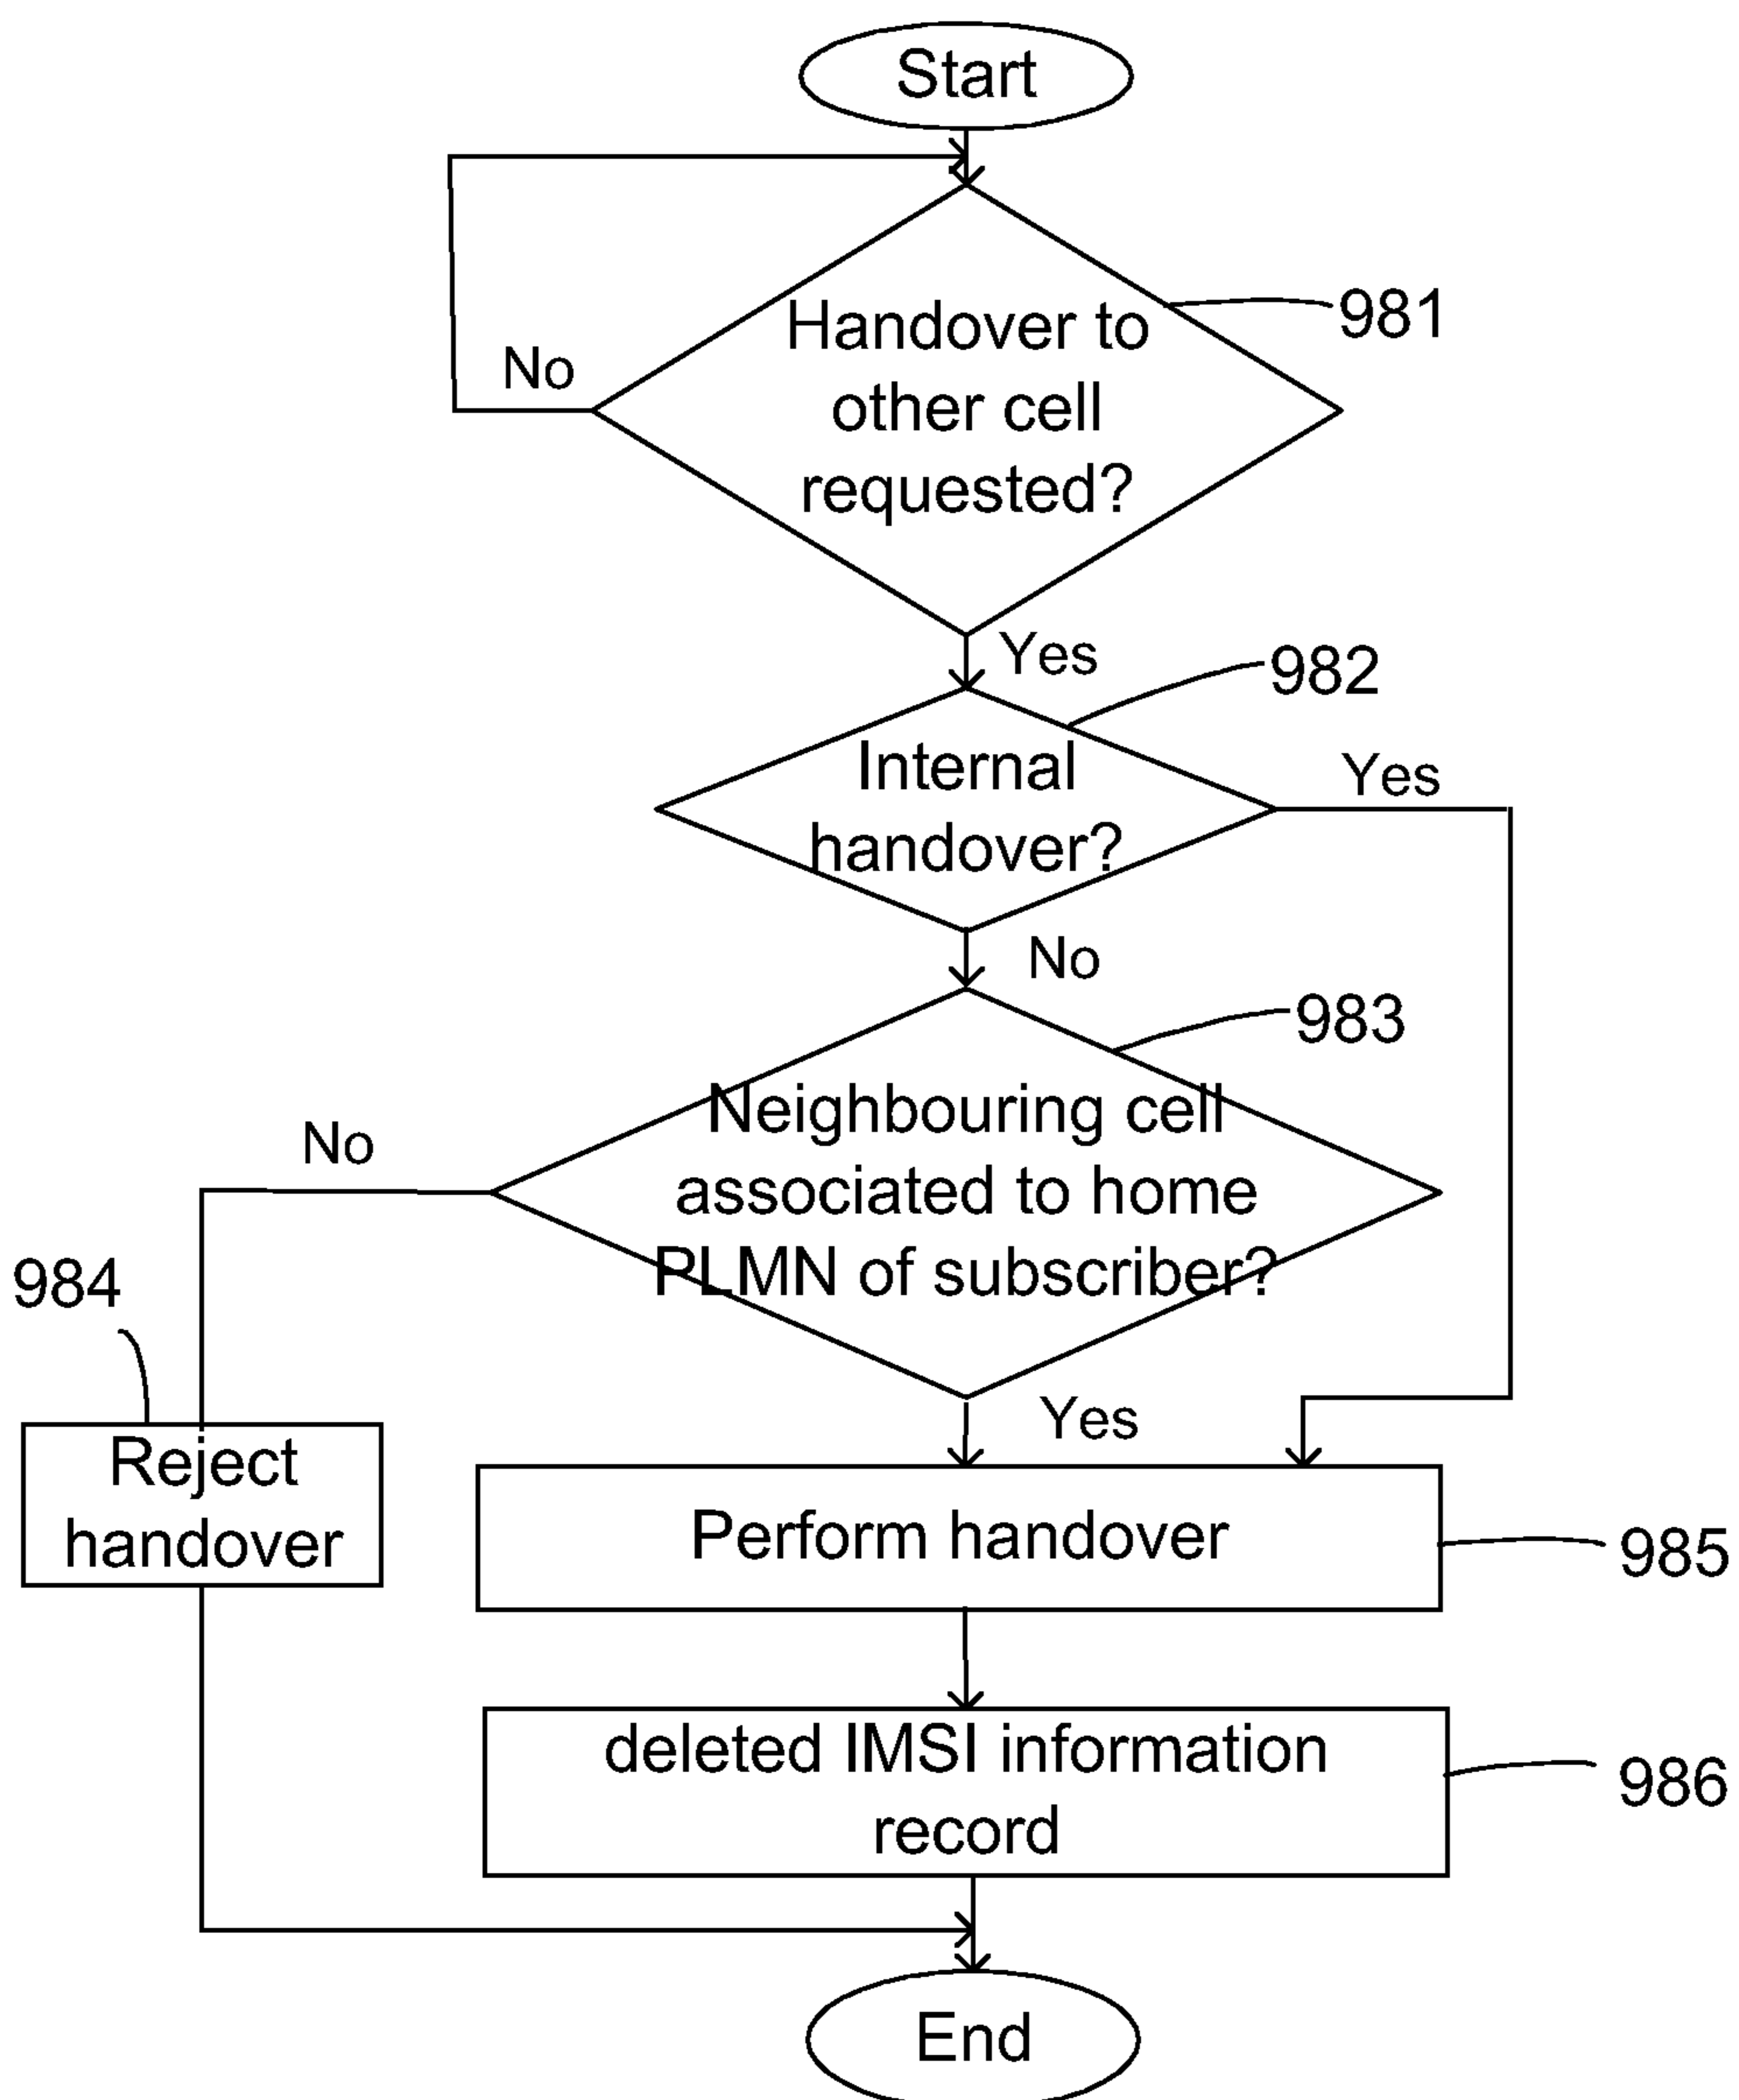 Start
Handover to
other cell
requested?
981
No
Yes
982
Internal
handover?
Yes
No
983
Neighbouring cell
associated to home
PLMN of subscriber?
No
984
Yes
Reject
handover
Perform handover
985
deleted IMSI information
record
986
End